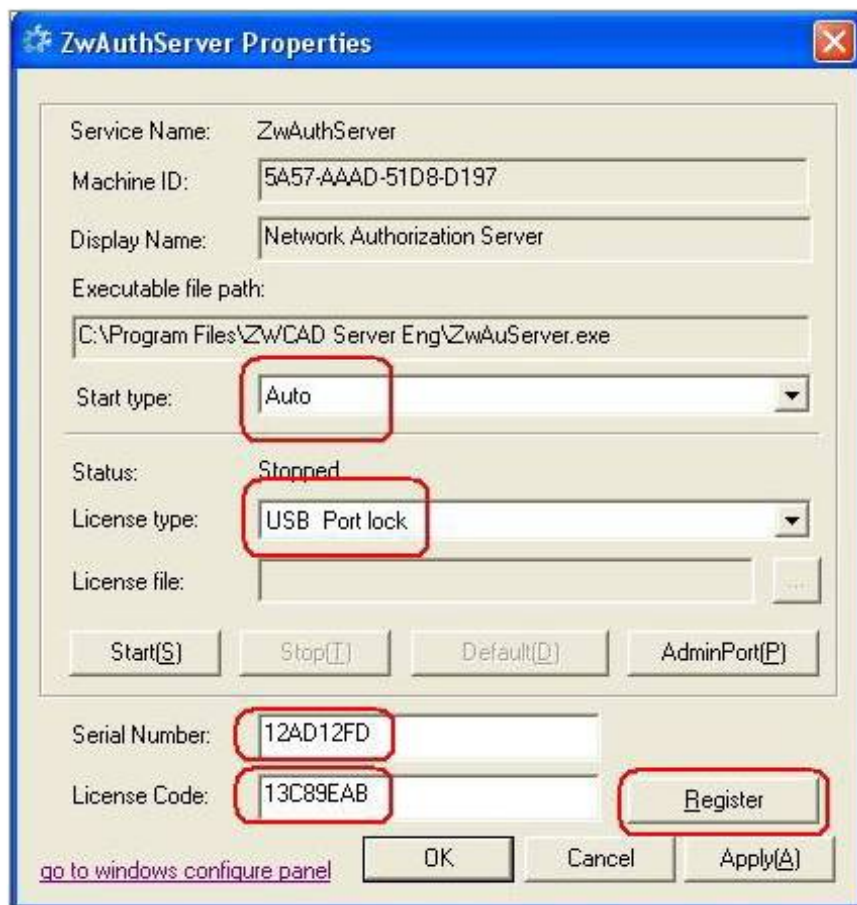 ZwAuthServer Properties
Service Name: ZwAuthServer
Machine ID: 5A57-AAAD-51D8-D197
Display Name: Network Authorization Server
Executable file path:
C:\Program Files\ZWCAD Server Eng\ZwAuServer.exe
Start type: Auto
Status: Stopped
License type: USB Port lock
License file: ...
Start(S) Stop(T) Default(D) AdminPort(P)
Serial Number: 12AD12FD
License Code: 13C89EAB Register
go to windows configure panel OK Cancel Apply(A)